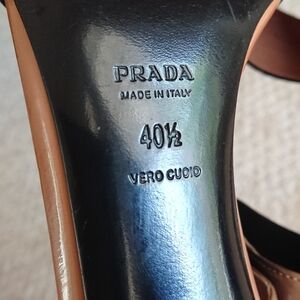 PRADA
MADE IN ITALY
40½
VERO CUOIO